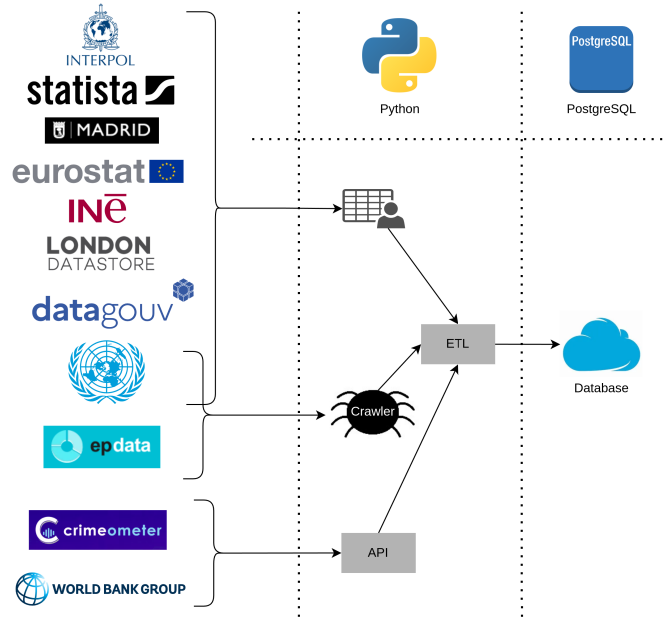 INTERPOL
statista
MADRID
eurostat
INē
LONDON
DATASTORE
datagouv
epdata
crimeometer
WORLD BANK GROUP
Python
PostgreSQL
PostgreSQL
ETL
Crawler
API
Database